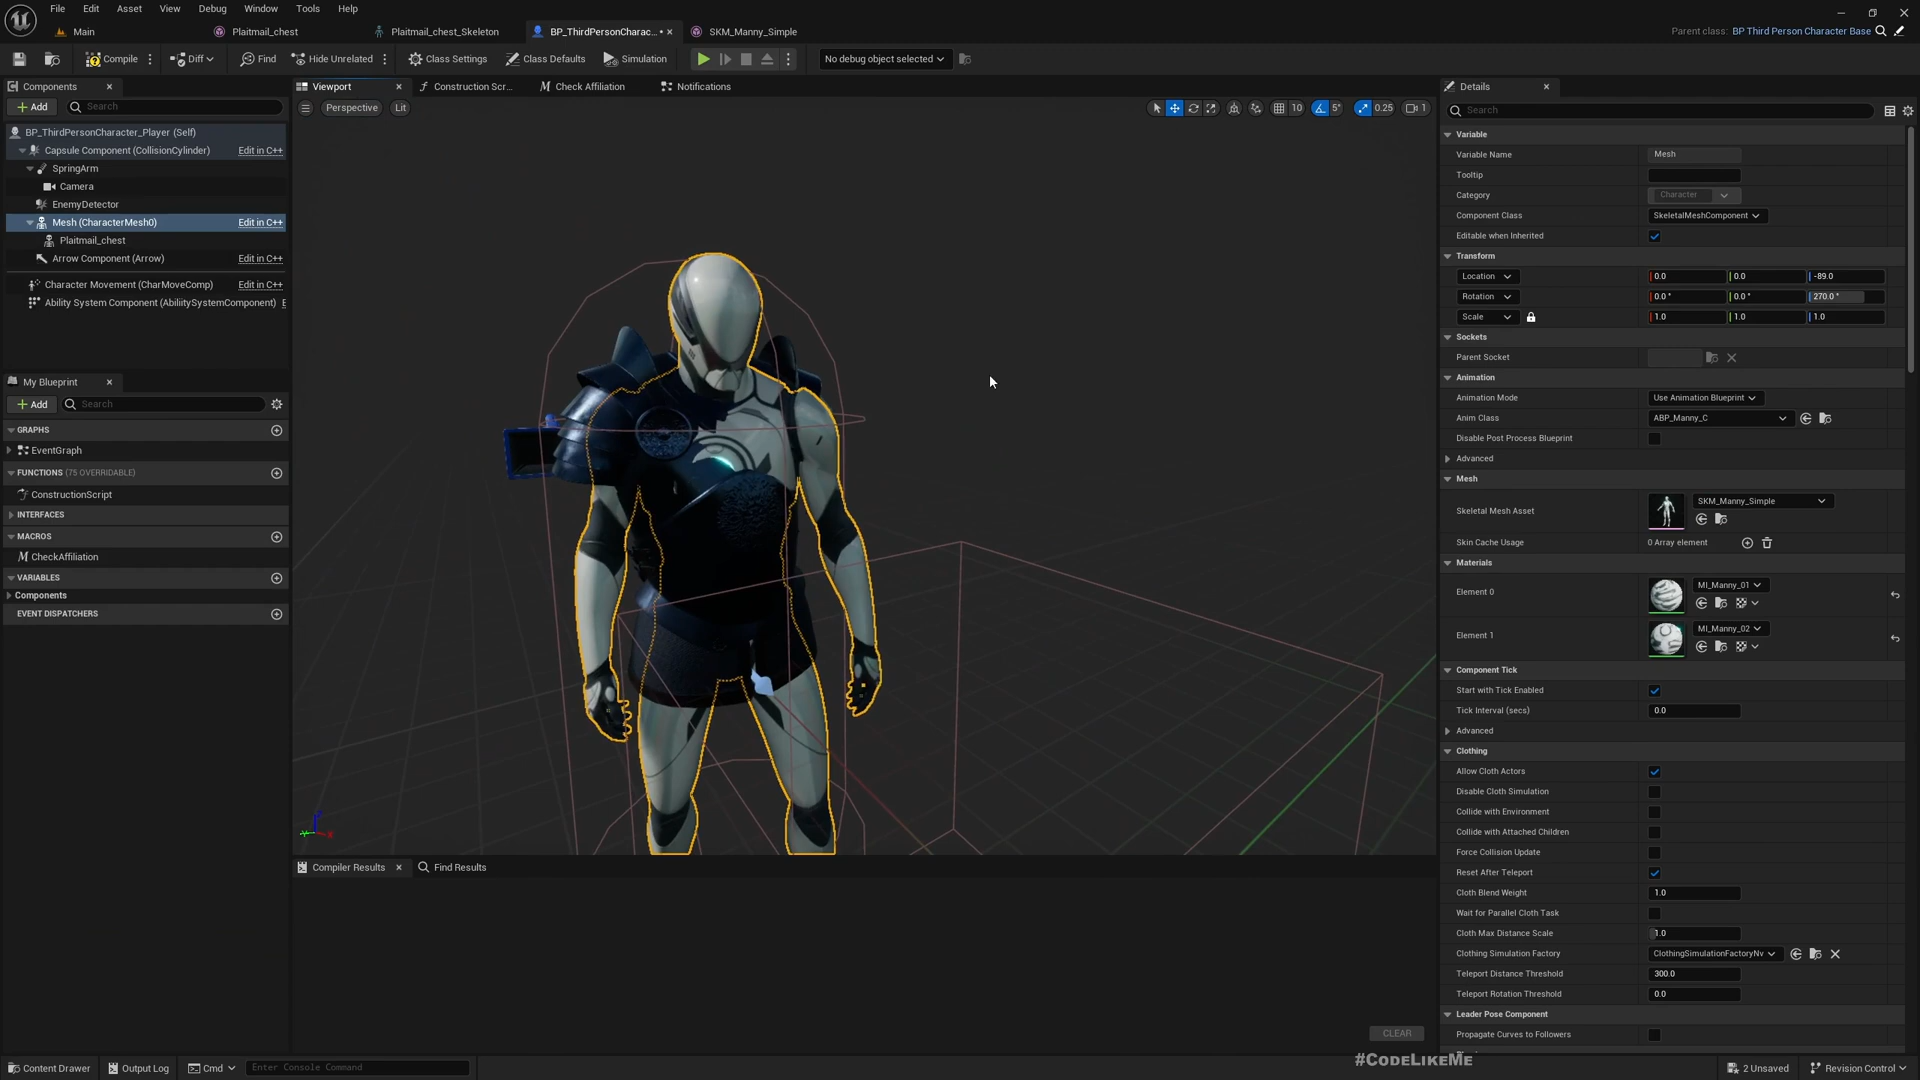 File Edit Asset View Debug Window Tools Help
Main Plaitmail_chest Plaitmail_chest_Skeleton BP_ThirdPersonCharac... • SKM_Manny_Simple
Parent class: BP Third Person Character Base
Compile Diff Find Hide Unrelated Class Settings Class Defaults Simulation No debug object selected
Components
Add Search
BP_ThirdPersonCharacter_Player (Self)
Capsule Component (CollisionCylinder) Edit in C++
SpringArm
Camera
EnemyDetector
Mesh (CharacterMesh0) Edit in C++
Plaitmail_chest
Arrow Component (Arrow) Edit in C++
Character Movement (CharMoveComp) Edit in C++
Ability System Component (AbiliitySystemComponent) E
My Blueprint
Add Search
GRAPHS
EventGraph
FUNCTIONS (75 OVERRIDABLE)
ConstructionScript
INTERFACES
MACROS
CheckAffiliation
VARIABLES
Components
EVENT DISPATCHERS
Viewport Construction Scr... Check Affiliation Notifications
Perspective Lit 10 5° 0.25 1
Compiler Results Find Results
CLEAR
Details
Search
Variable
Variable Name Mesh
Tooltip
Category Character
Component Class SkeletalMeshComponent
Editable when Inherited
Transform
Location 0.0 0.0 -89.0
Rotation 0.0 ° 0.0 ° 270.0 °
Scale 1.0 1.0 1.0
Sockets
Parent Socket
Animation
Animation Mode Use Animation Blueprint
Anim Class ABP_Manny_C
Disable Post Process Blueprint
Advanced
Mesh
Skeletal Mesh Asset SKM_Manny_Simple
Skin Cache Usage 0 Array element
Materials
Element 0 MI_Manny_01
Element 1 MI_Manny_02
Component Tick
Start with Tick Enabled
Tick Interval (secs) 0.0
Advanced
Clothing
Allow Cloth Actors
Disable Cloth Simulation
Collide with Environment
Collide with Attached Children
Force Collision Update
Reset After Teleport
Cloth Blend Weight 1.0
Wait for Parallel Cloth Task
Cloth Max Distance Scale 1.0
Clothing Simulation Factory ClothingSimulationFactoryNv
Teleport Distance Threshold 300.0
Teleport Rotation Threshold 0.0
Leader Pose Component
Propagate Curves to Followers
#CodeLikeMe
Content Drawer Output Log Cmd Enter Console Command 2 Unsaved Revision Control